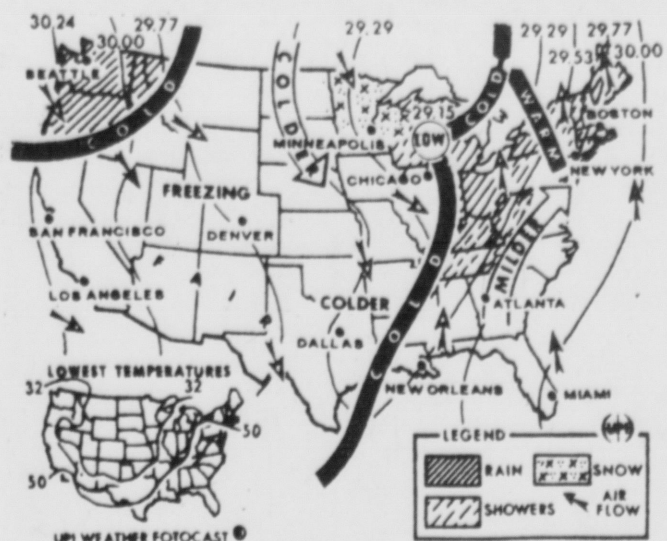 30.24
29.77
30.00
SEATTLE
COLD
COLDER
29.29
29.15
MINNEAPOLIS
LOW
COLD
CHICAGO
29.29
29.77
29.53
30.00
WARM
BOSTON
NEW YORK
FREEZING
SAN FRANCISCO
DENVER
LOS ANGELES
COLD
MILDER
ATLANTA
COLDER
DALLAS
NEW ORLEANS
MIAMI
LOWEST TEMPERATURES
32
32
50
50
UPI WEATHER FOTOCAST
LEGEND
UPI
RAIN
SNOW
SHOWERS
AIR
FLOW